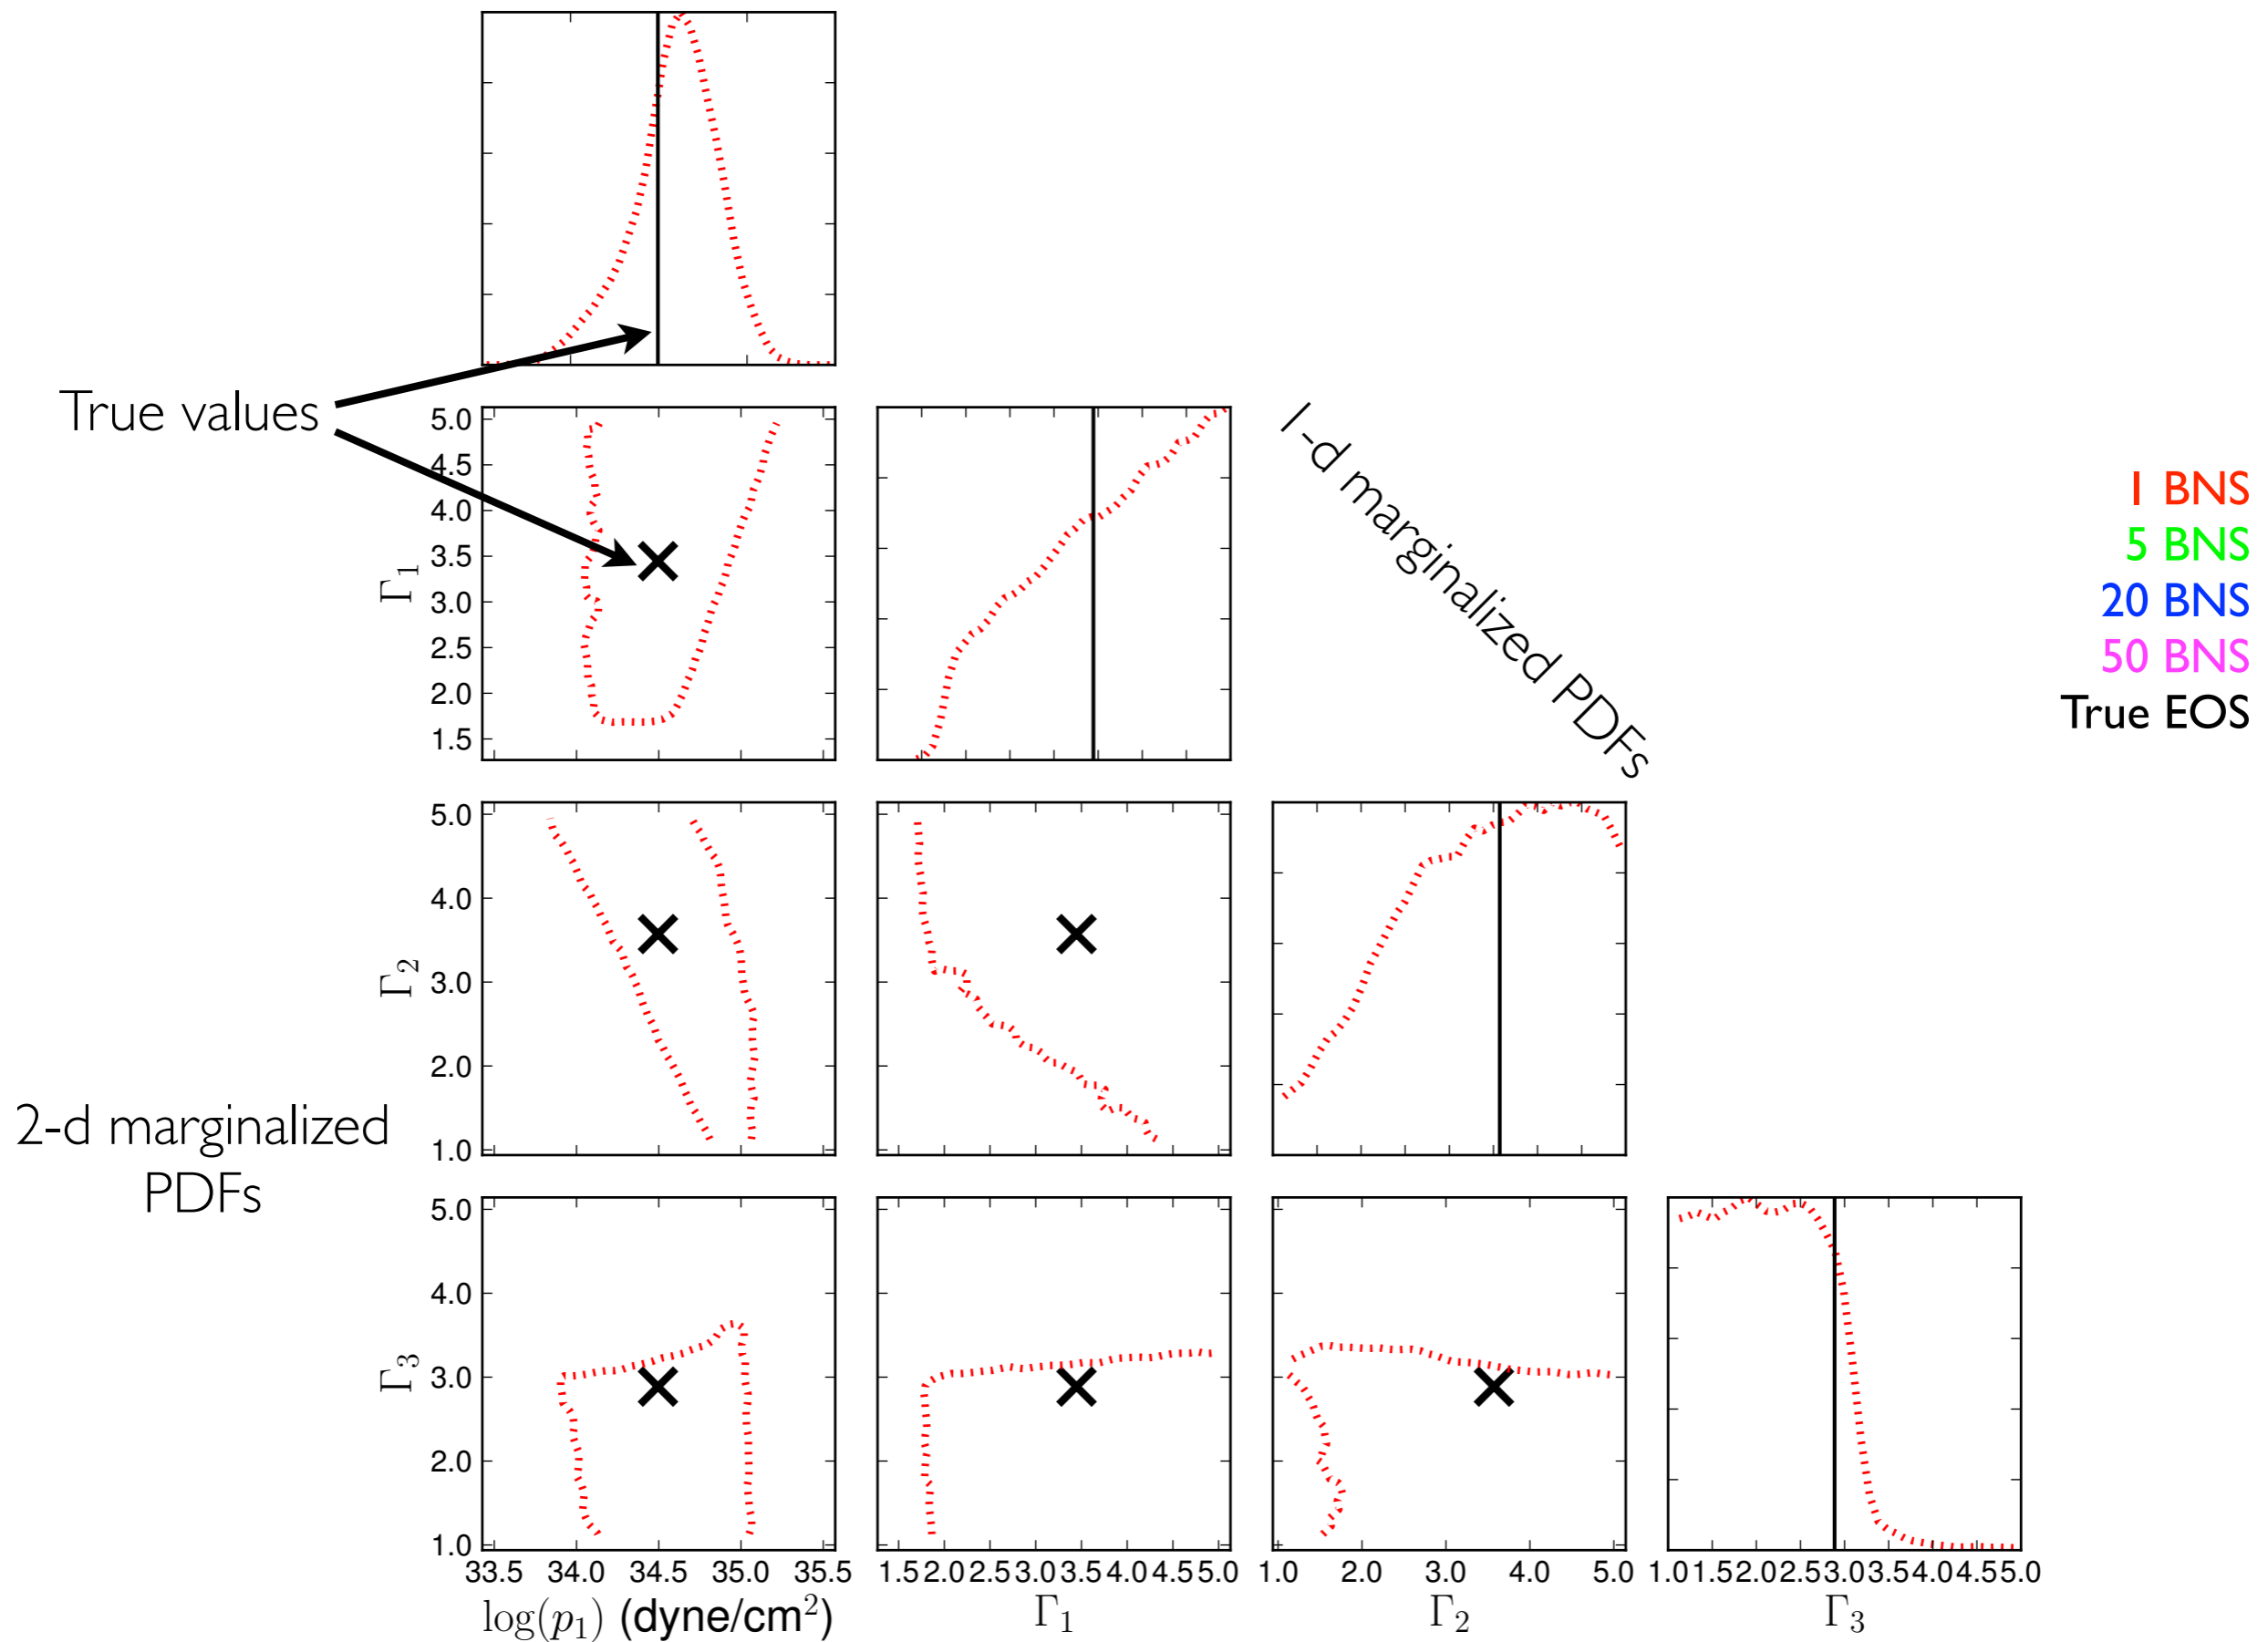 True values
5.0
4.5
4.0
3.5
3.0
2.5
2.0
1.5
Γ1
1-d marginalized PDFs
1 BNS
5 BNS
20 BNS
50 BNS
True EOS
5.0
4.0
3.0
2.0
1.0
Γ2
2-d marginalized
PDFs
5.0
4.0
3.0
2.0
1.0
Γ3
33.5 34.0 34.5 35.0 35.5
1.5 2.0 2.5 3.0 3.5 4.0 4.5 5.0
1.0 2.0 3.0 4.0 5.0
1.0 1.5 2.0 2.5 3.0 3.5 4.0 4.5 5.0
log(p1) (dyne/cm²)
Γ1
Γ2
Γ3